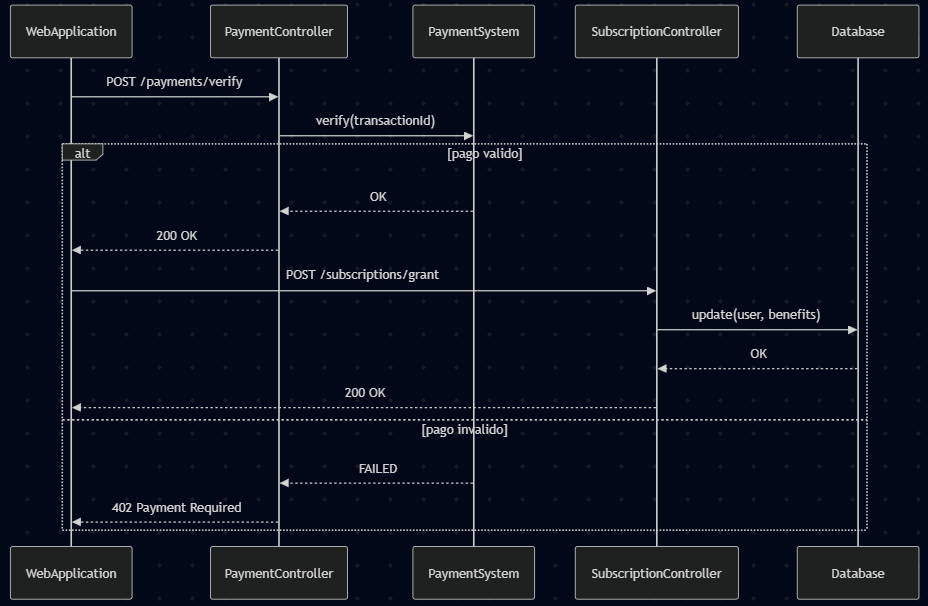 WebApplication
PaymentController
PaymentSystem
SubscriptionController
Database
POST /payments/verify
verify(transactionId)
alt
[pago valido]
OK
200 OK
POST /subscriptions/grant
update(user, benefits)
OK
200 OK
[pago invalido]
FAILED
402 Payment Required
WebApplication
PaymentController
PaymentSystem
SubscriptionController
Database